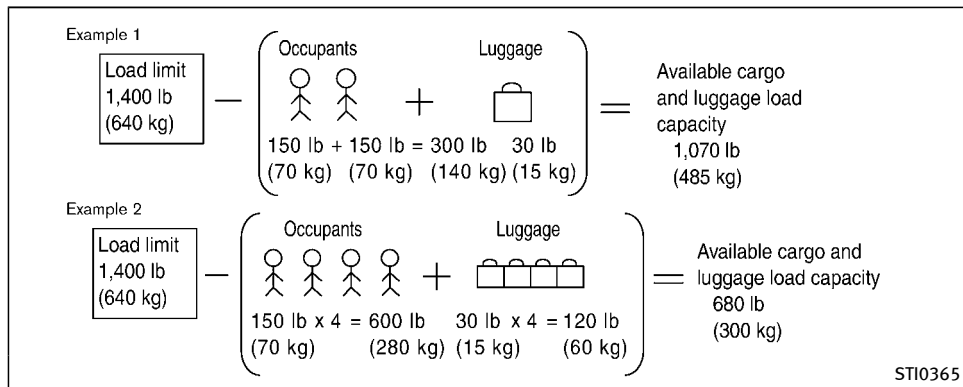 Example 1
Load limit
1,400 lb
(640 kg)
−
Occupants
+
Luggage
150 lb + 150 lb = 300 lb 30 lb
(70 kg) (70 kg) (140 kg) (15 kg)
=
Available cargo
and luggage load
capacity
1,070 lb
(485 kg)
Example 2
Load limit
1,400 lb
(640 kg)
−
Occupants
+
Luggage
150 lb x 4 = 600 lb 30 lb x 4 = 120 lb
(70 kg) (280 kg) (15 kg) (60 kg)
=
Available cargo and
luggage load capacity
680 lb
(300 kg)
STI0365